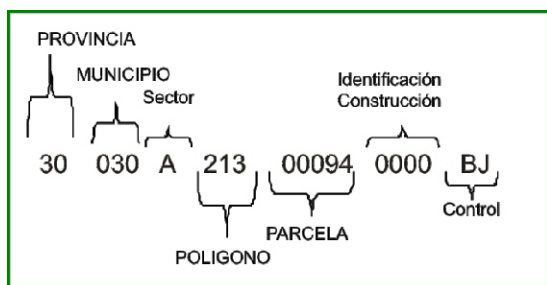 PROVINCIA
MUNICIPIO
Sector
Identificación
Construcción
30 030 A 213 00094 0000 BJ
Control
PARCELA
POLIGONO